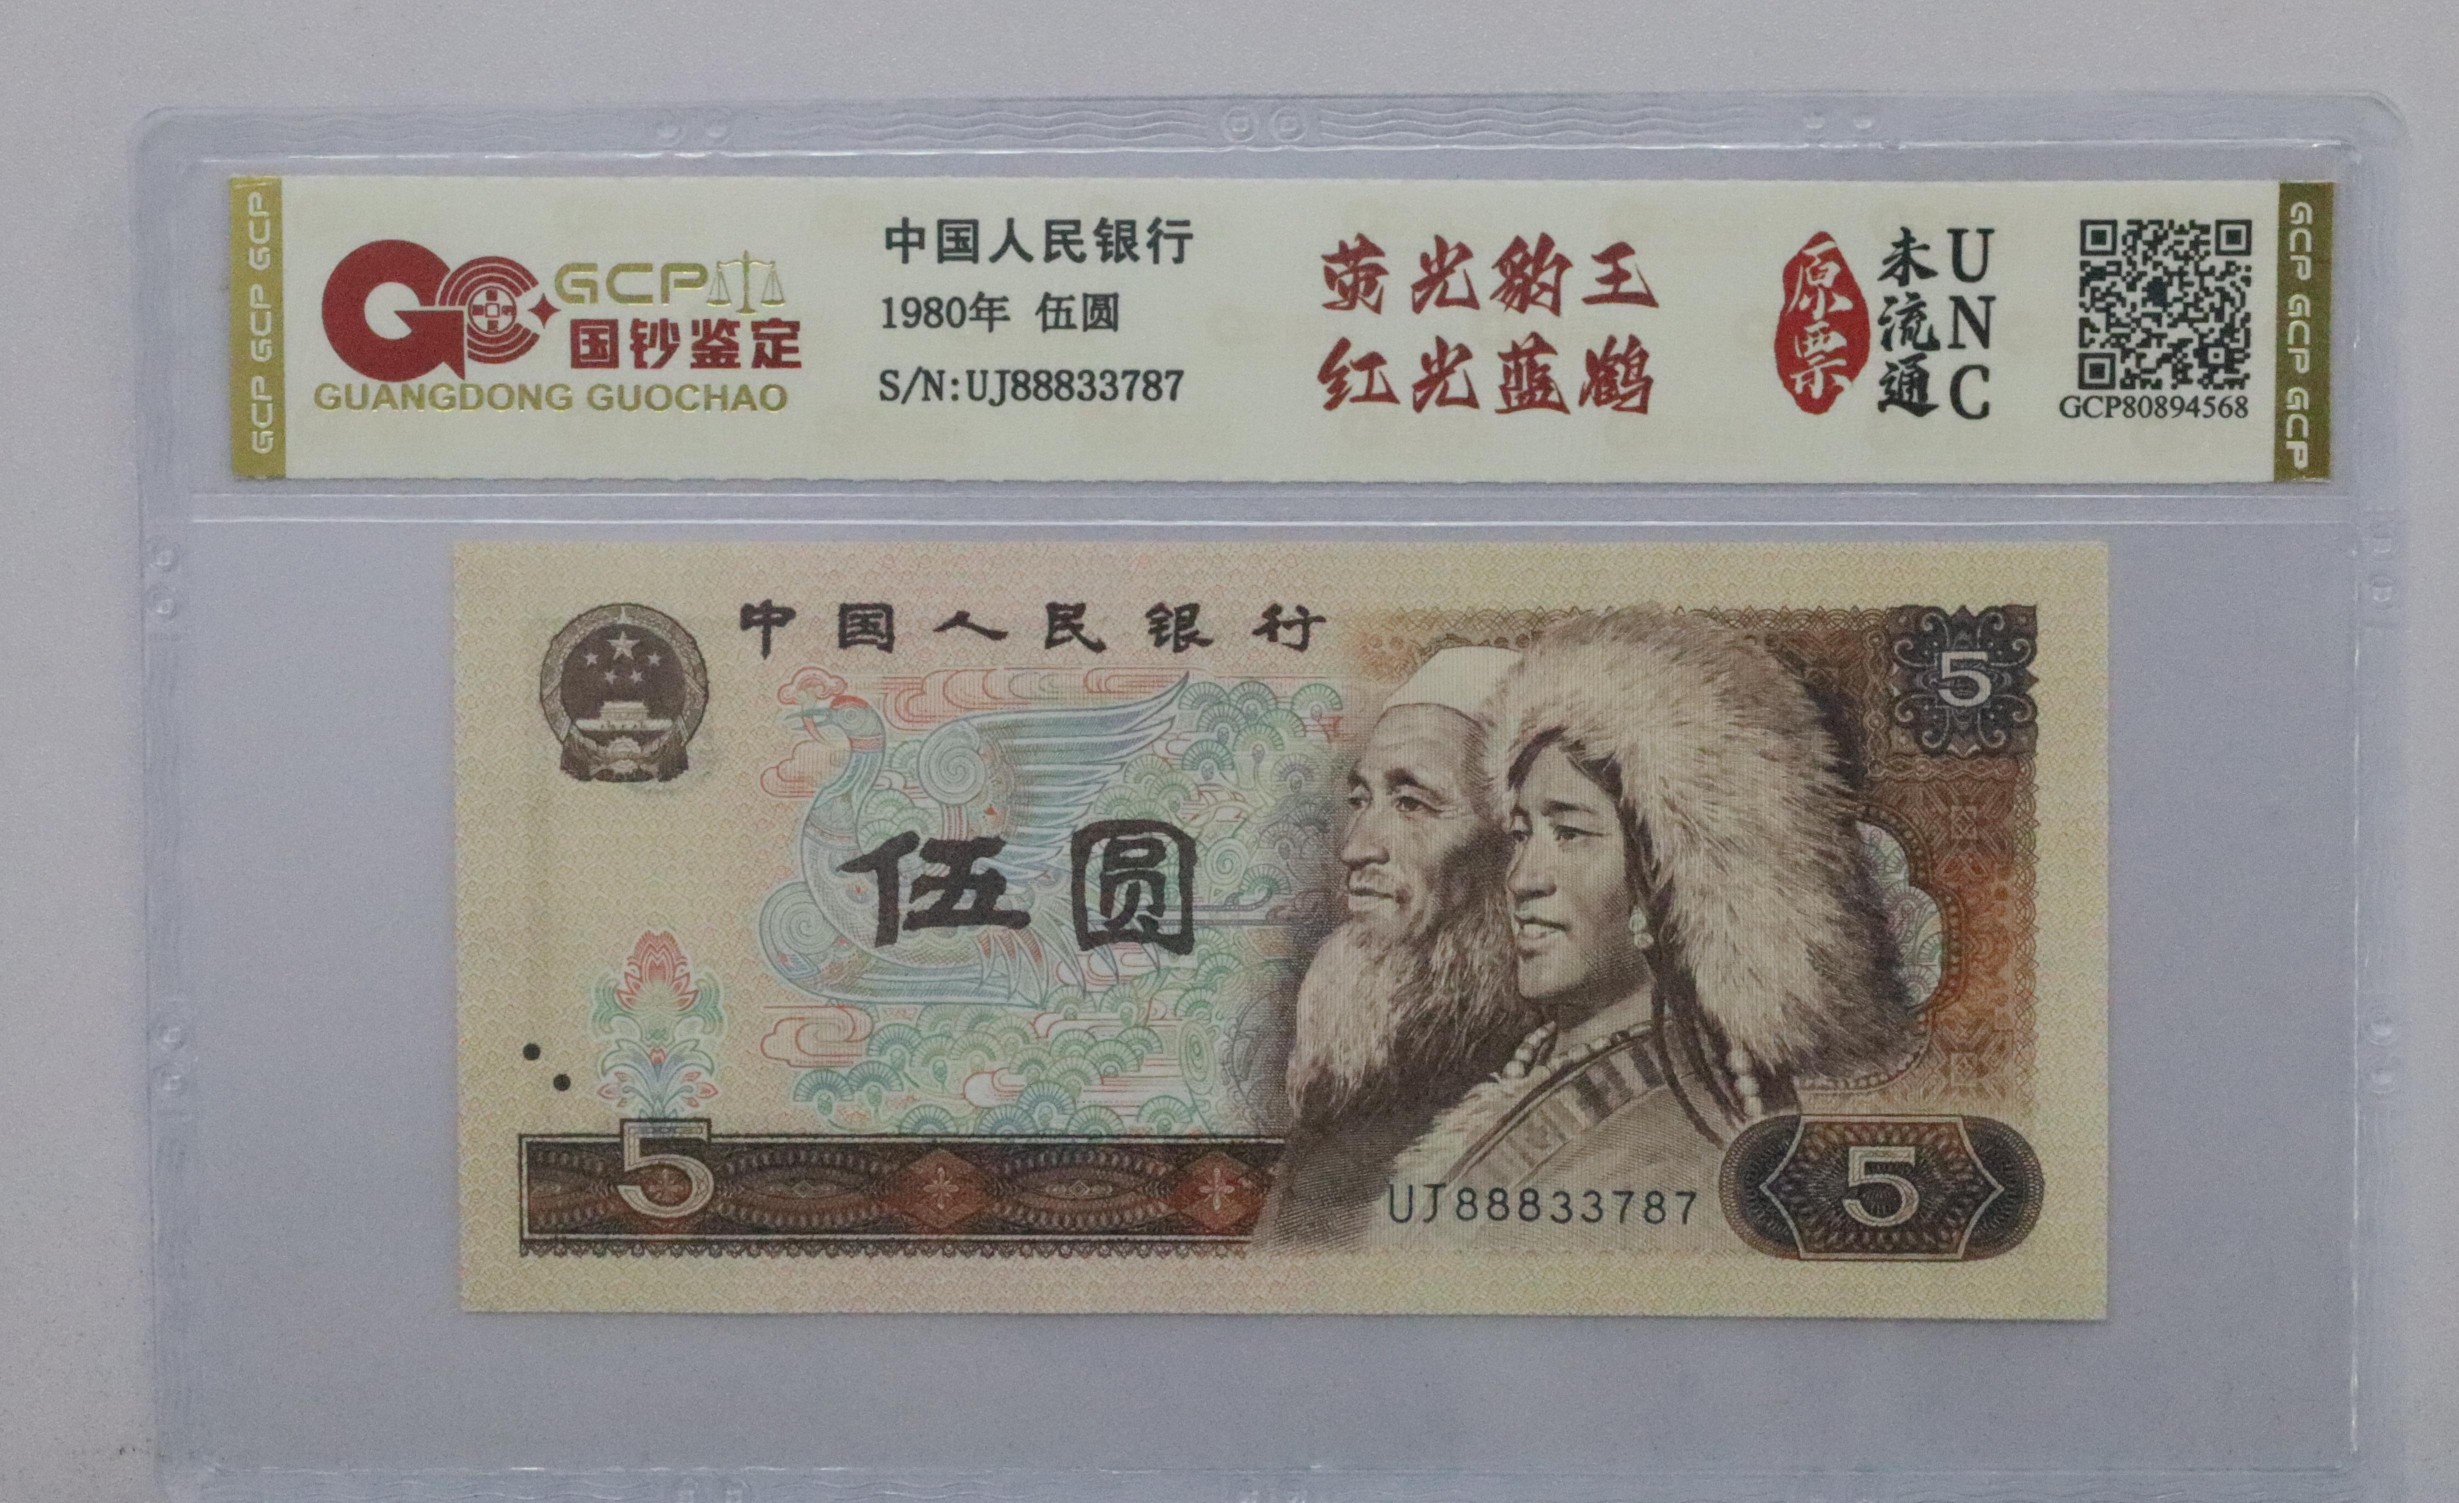 GCP GCP GCP
GCP
国钞鉴定
GUANGDONG GUOCHAO
中国人民银行
1980年 伍圆
S/N:UJ88833787
荧光豹王
红光蓝鹤
原票
未流通
UNC
GCP80894568
GCP GCP GCP
中国人民银行
5
伍圆
5
UJ88833787
5